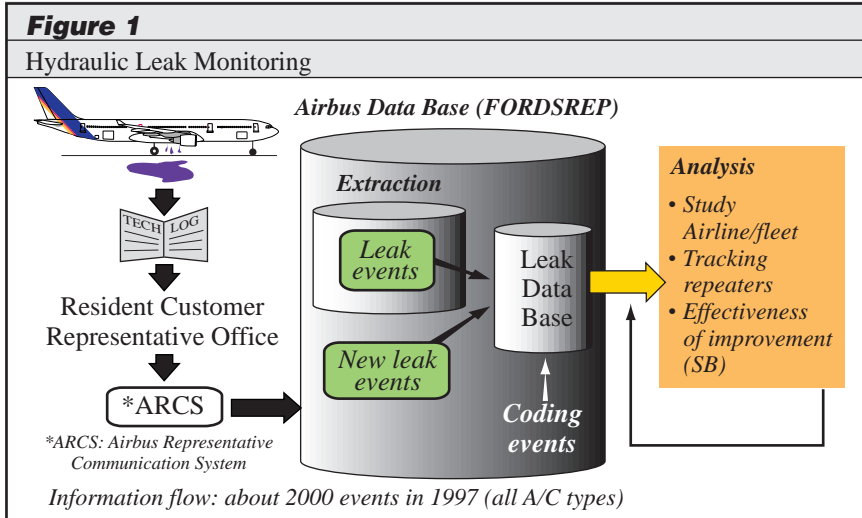 Figure 1
Hydraulic Leak Monitoring
Airbus Data Base (FORDSREP)
TECH LOG
Resident Customer
Representative Office
*ARCS
*ARCS: Airbus Representative
Communication System
Extraction
Leak
events
New leak
events
Leak
Data
Base
Coding
events
Analysis
• Study
Airline/fleet
• Tracking
repeaters
• Effectiveness
of improvement
(SB)
Information flow: about 2000 events in 1997 (all A/C types)